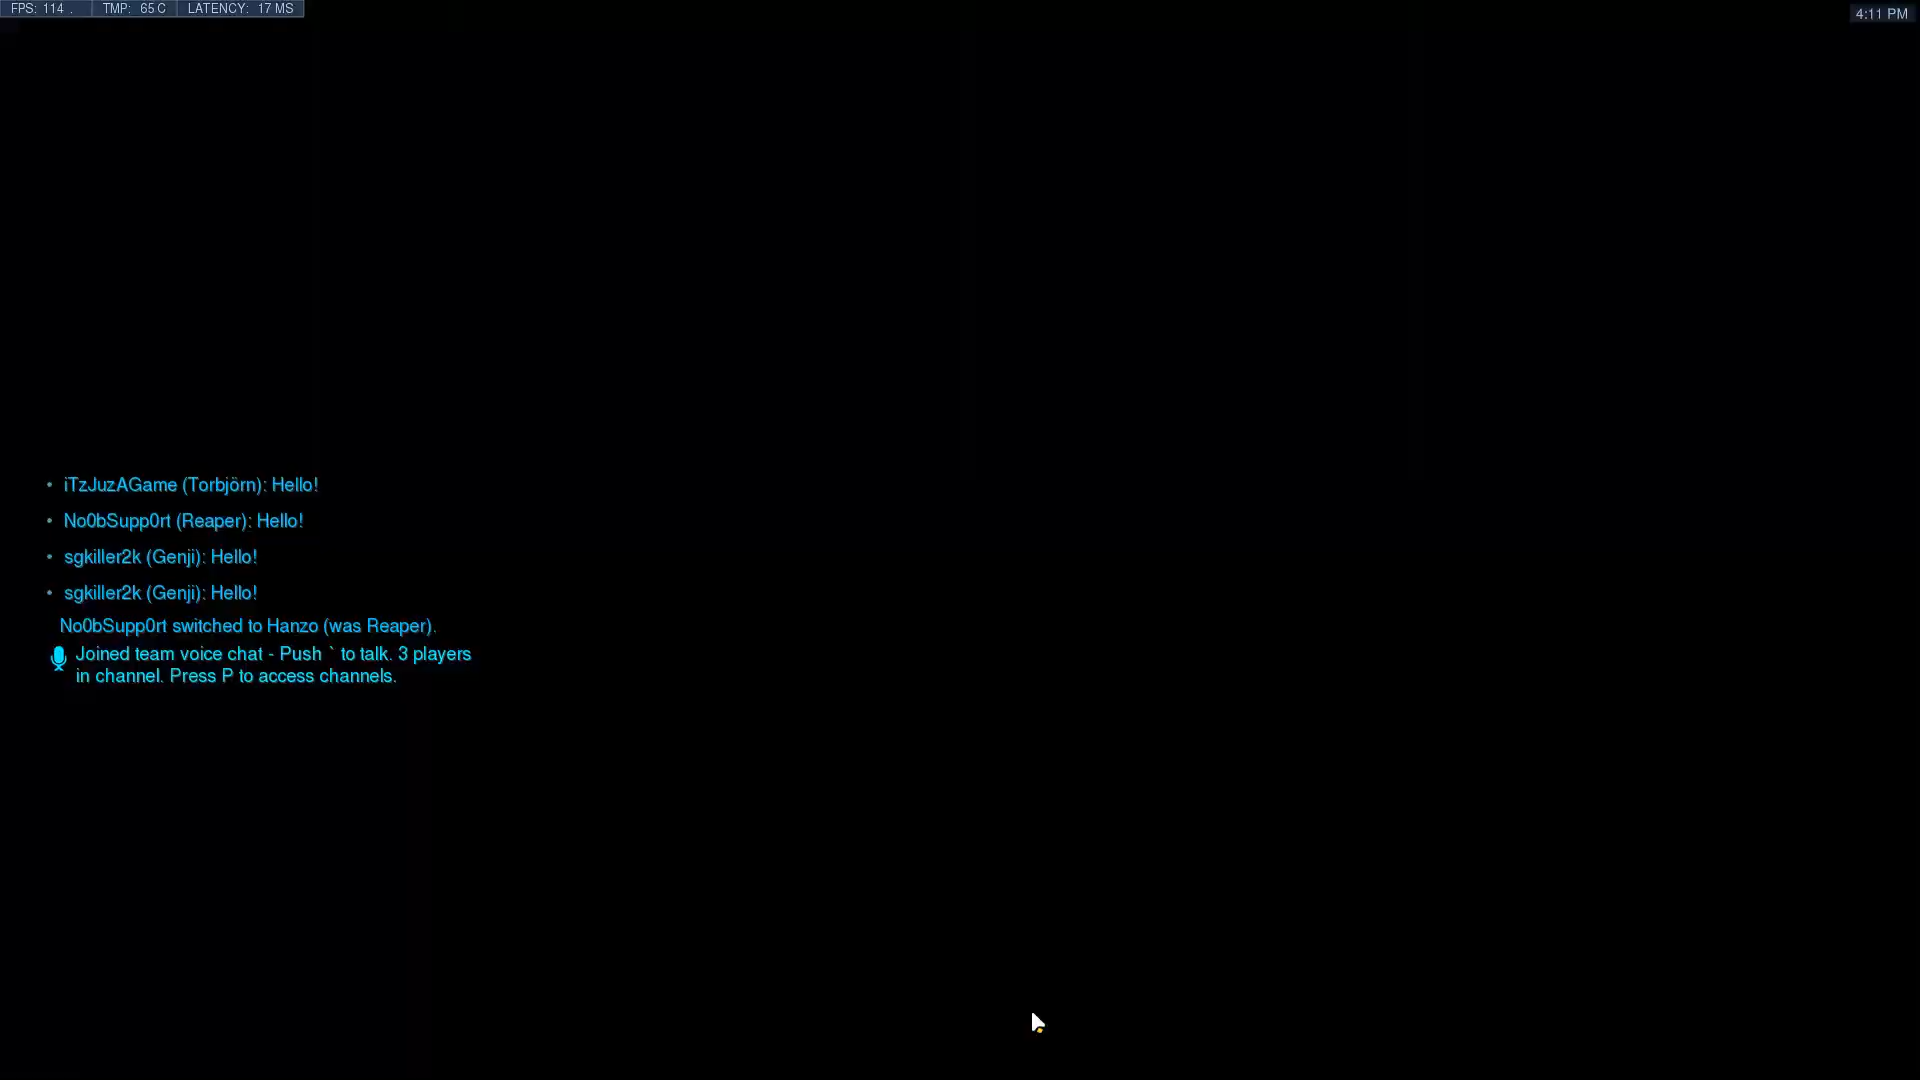 FPS: 114 . TMP: 65 C LATENCY: 17 MS
4:11 PM
• iTzJuzAGame (Torbjörn): Hello!
• No0bSupp0rt (Reaper): Hello!
• sgkiller2k (Genji): Hello!
• sgkiller2k (Genji): Hello!
No0bSupp0rt switched to Hanzo (was Reaper).
Joined team voice chat - Push ` to talk. 3 players
in channel. Press P to access channels.